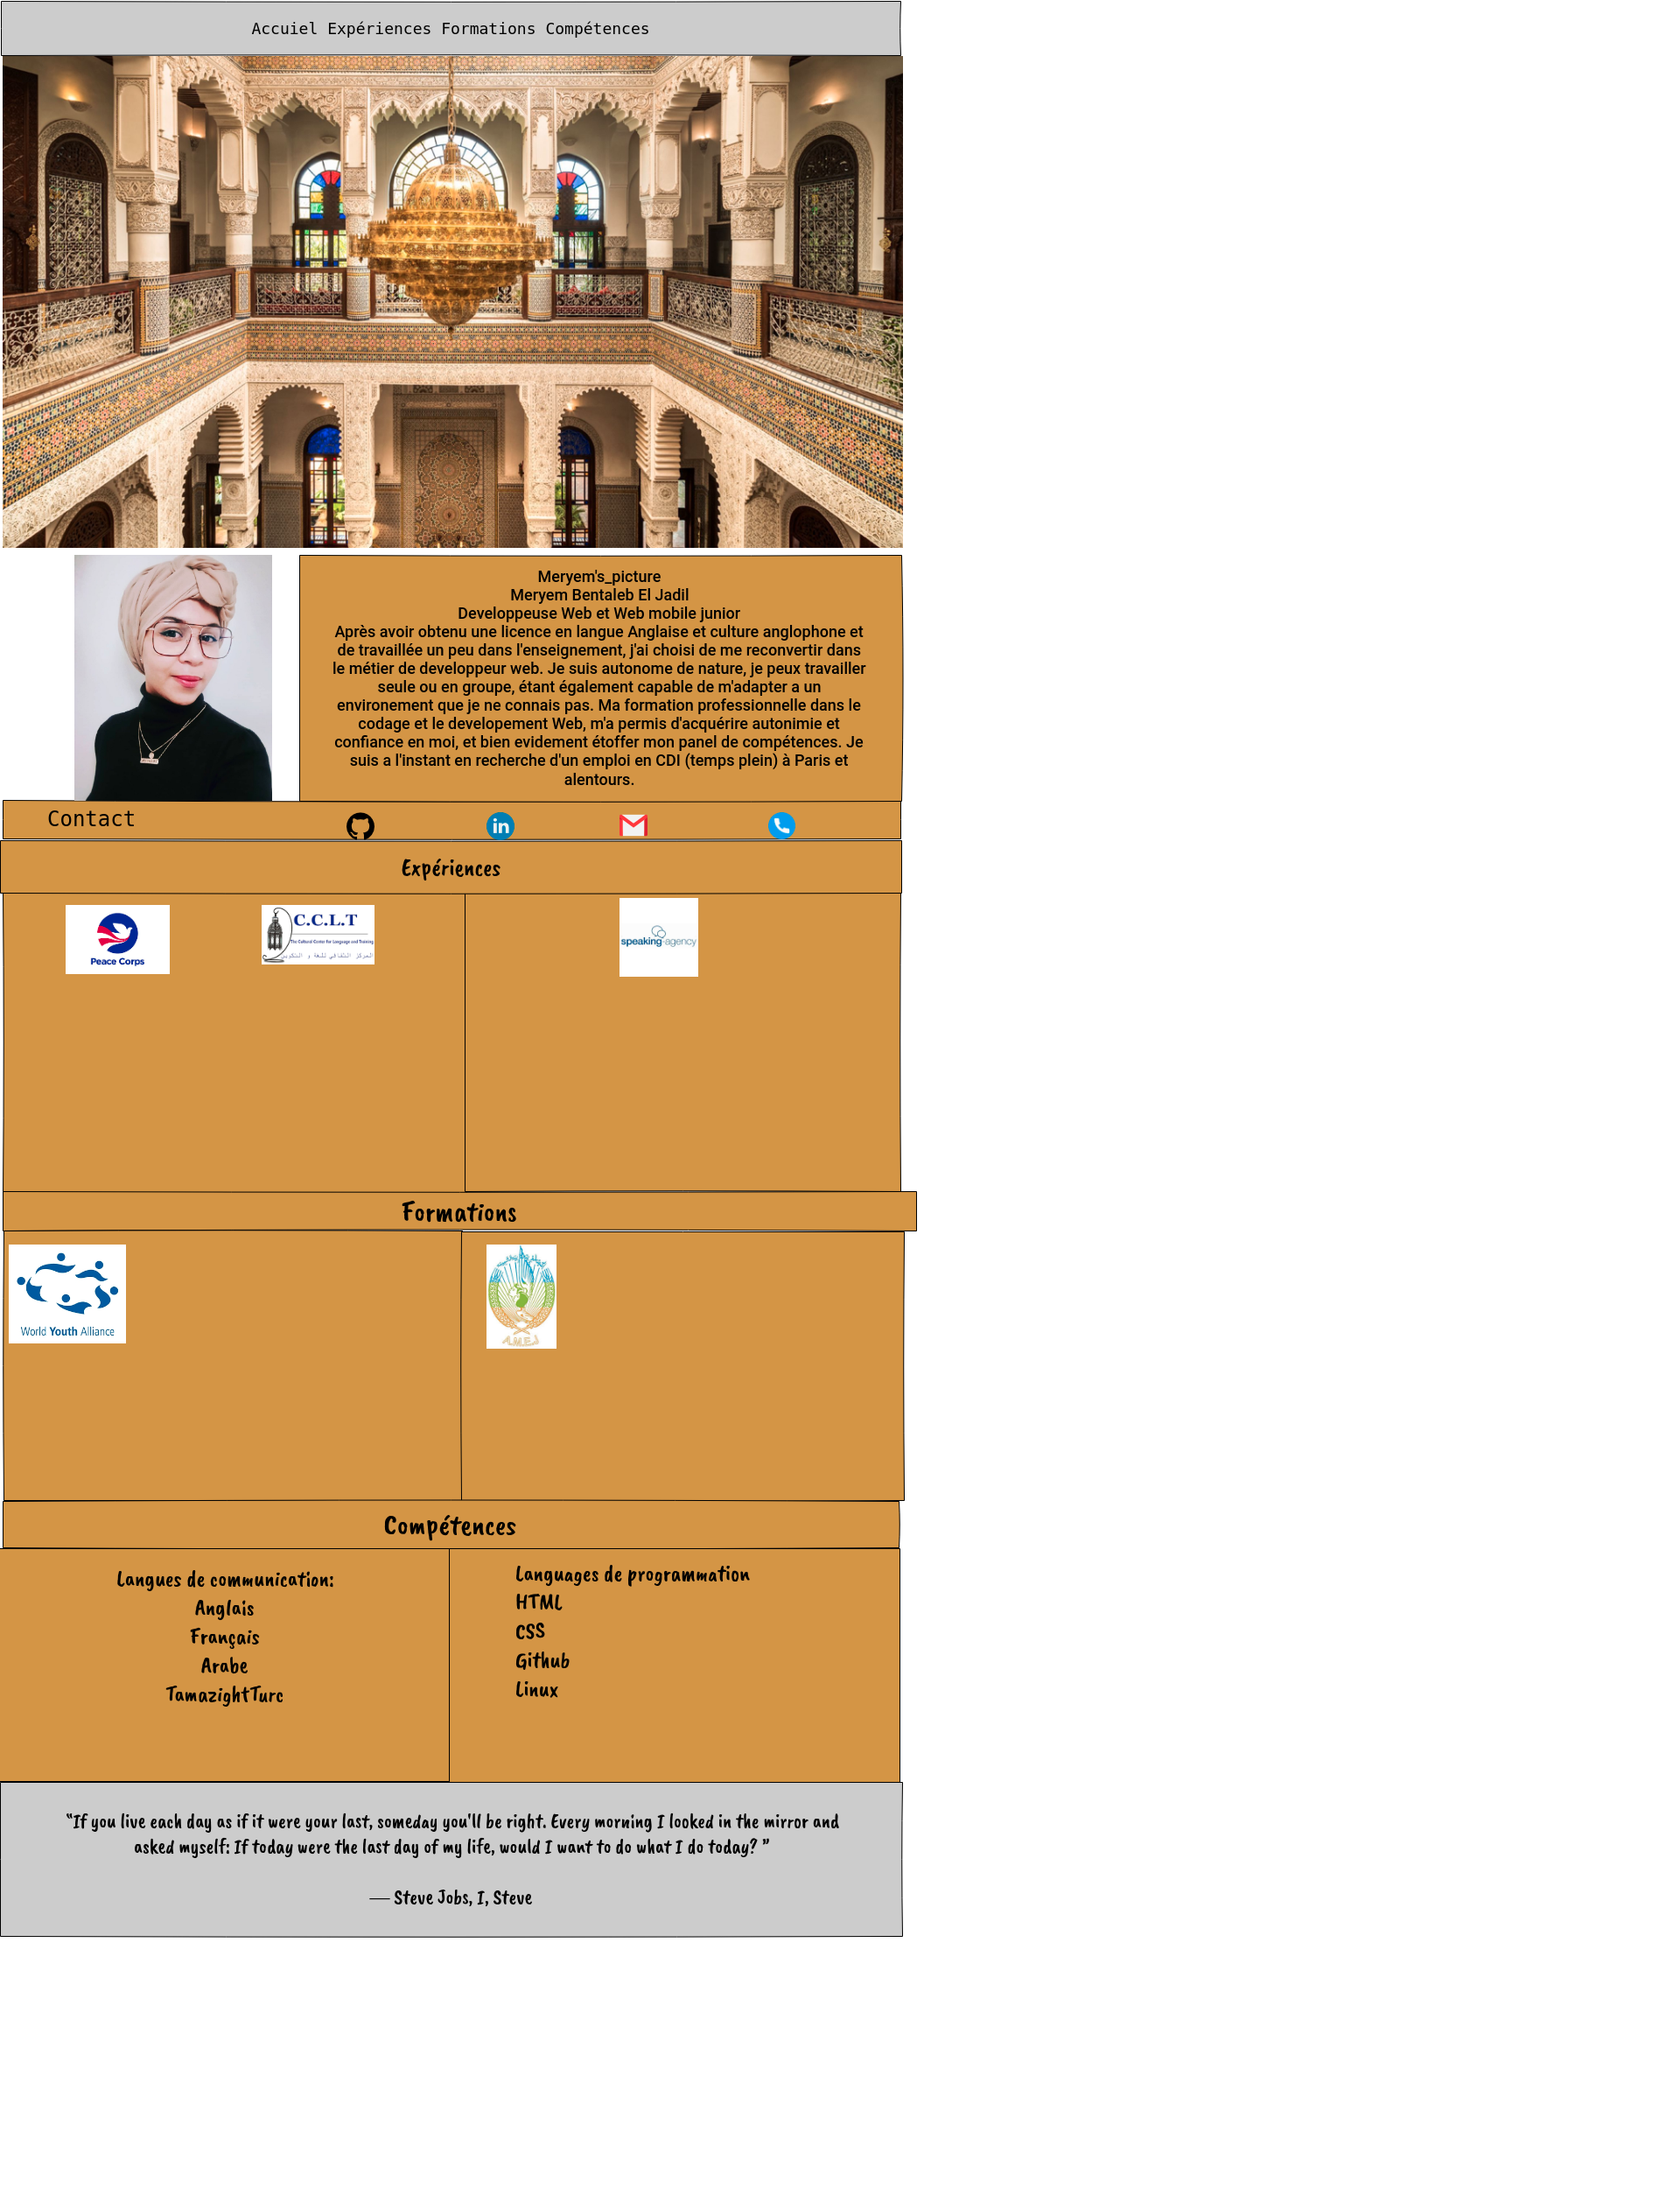 Accuiel Expériences Formations Compétences
Meryem's_picture
Meryem Bentaleb El Jadil
Developpeuse Web et Web mobile junior
Après avoir obtenu une licence en langue Anglaise et culture anglophone et
de travaillée un peu dans l'enseignement, j'ai choisi de me reconvertir dans
le métier de developpeur web. Je suis autonome de nature, je peux travailler
seule ou en groupe, étant également capable de m'adapter a un
environement que je ne connais pas. Ma formation professionnelle dans le
codage et le developement Web, m'a permis d'acquérire autonimie et
confiance en moi, et bien evidement étoffer mon panel de compétences. Je
suis a l'instant en recherche d'un emploi en CDI (temps plein) à Paris et
alentours.
Contact
in
Expériences
Peace Corps
C.C.L.T
The Cultural Center for Language and Training
المركز الثقافي للغة و التكوين
speaking-agency
Formations
World Youth Alliance
A.M.E.J
Compétences
Langues de communication:
Anglais
Français
Arabe
TamazightTurc
Languages de programmation
HTML
CSS
Github
Linux
“If you live each day as if it were your last, someday you'll be right. Every morning I looked in the mirror and
asked myself: If today were the last day of my life, would I want to do what I do today? ”
― Steve Jobs, I, Steve